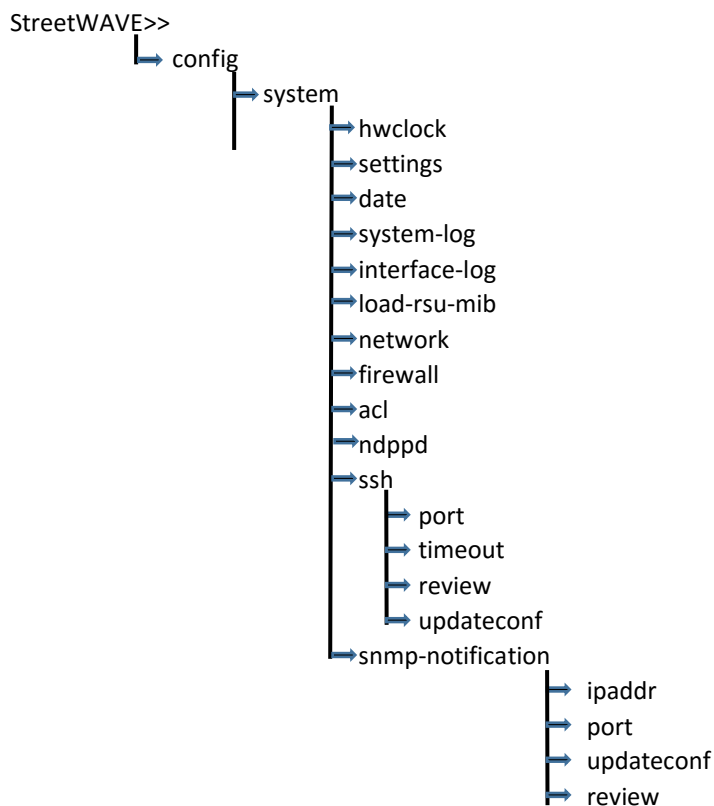 StreetWAVE>>
config
system
hwclock
settings
date
system-log
interface-log
load-rsu-mib
network
firewall
acl
ndppd
ssh
port
timeout
review
updateconf
snmp-notification
ipaddr
port
updateconf
review